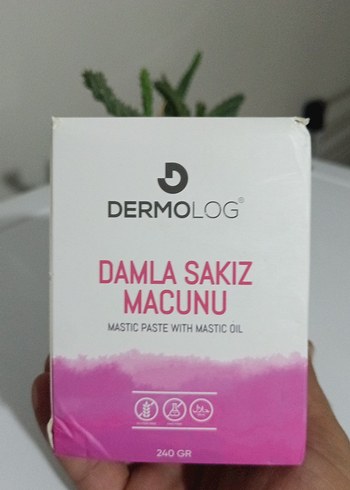 DERMOLOG®
DAMLA SAKIZ
MACUNU
MASTIC PASTE WITH MASTIC OIL
240 GR